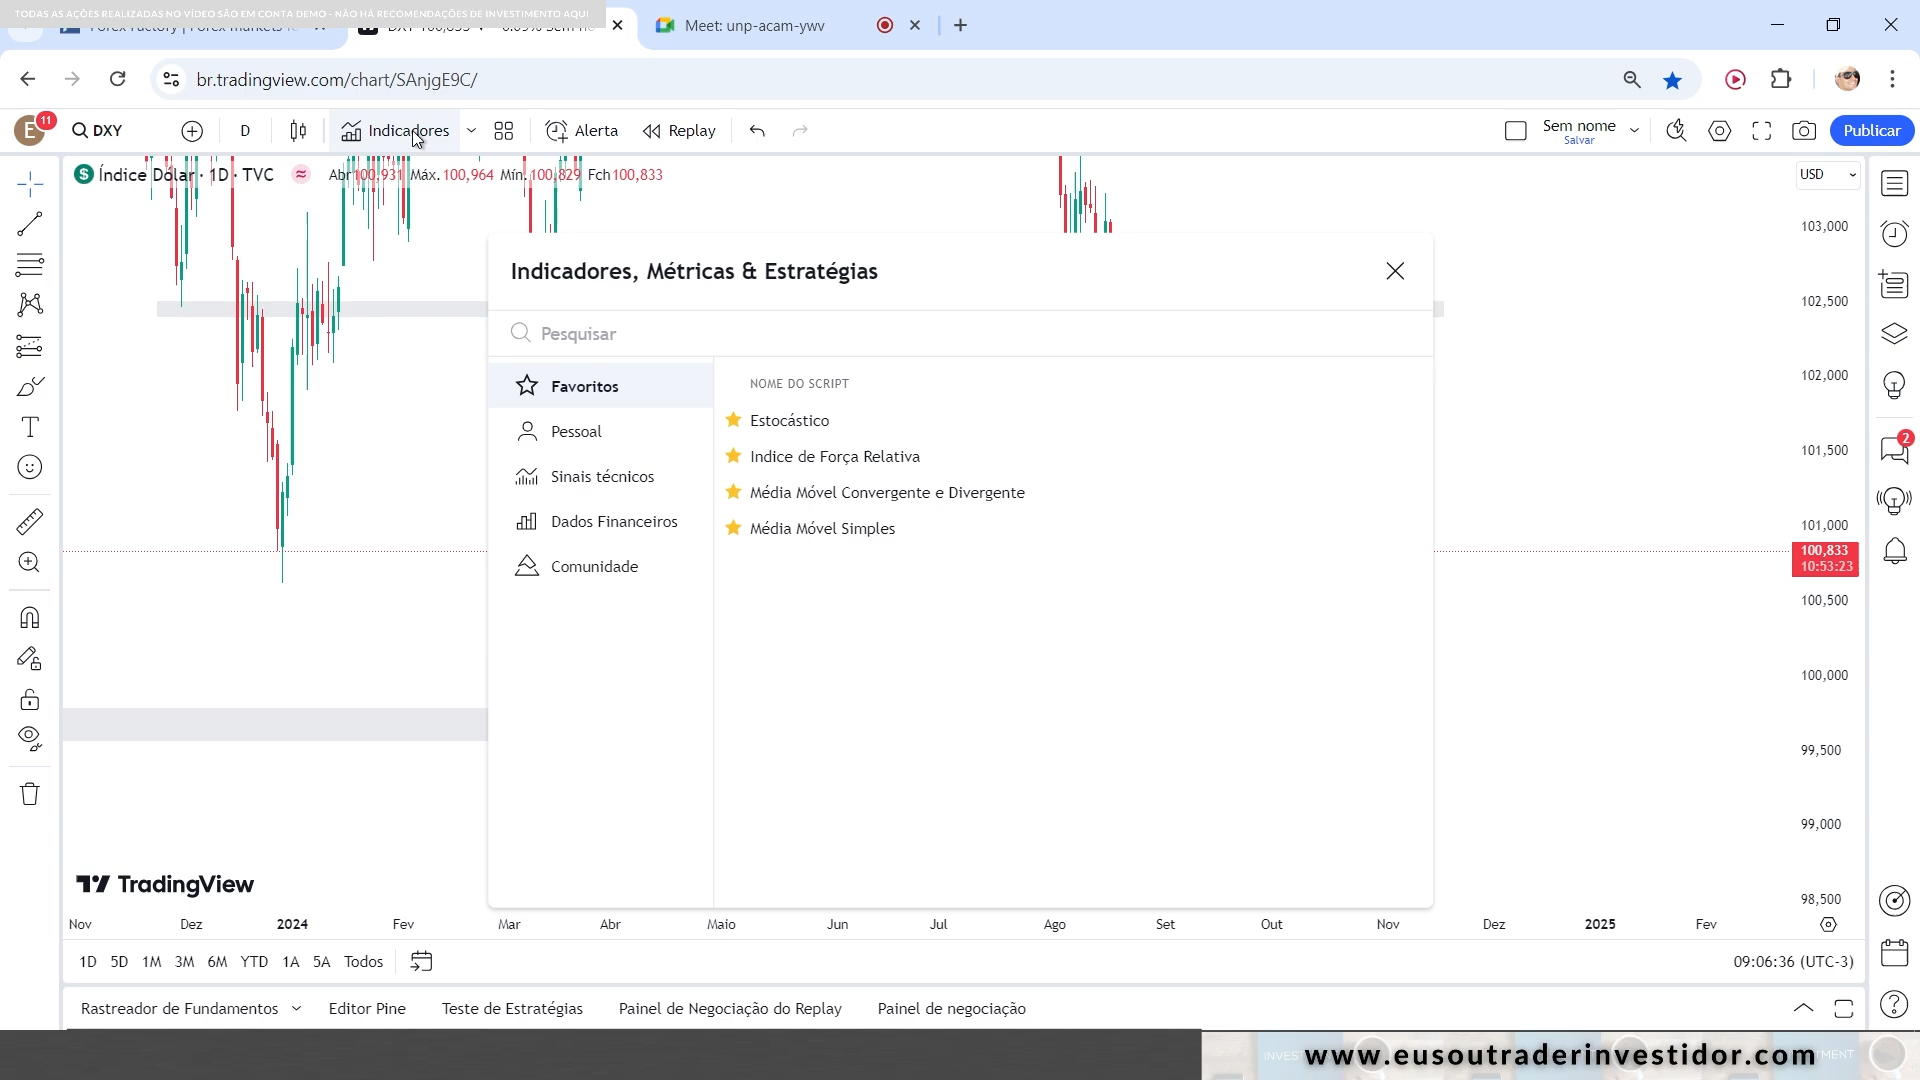 TODAS AS AÇÕES REALIZADAS NO VÍDEO SÃO EM CONTA DEMO - NÃO HÁ RECOMENDAÇÕES DE INVESTIMENTO AQUI
Meet: unp-acam-ywv
br.tradingview.com/chart/SAnjgE9C/
E 11 DXY D Indicadores Alerta Replay Sem nome Salvar Publicar
Índice Dólar · 1D · TVC Abr100,931 Máx.100,964 Mín.100,829 Fch100,833
USD
103,000
102,500
102,000
101,500
101,000
100,833
10:53:23
100,500
100,000
99,500
99,000
98,500
2
Indicadores, Métricas & Estratégias
Pesquisar
Favoritos
Pessoal
Sinais técnicos
Dados Financeiros
Comunidade
NOME DO SCRIPT
Estocástico
Indice de Força Relativa
Média Móvel Convergente e Divergente
Média Móvel Simples
TradingView
Nov Dez 2024 Fev Mar Abr Maio Jun Jul Ago Set Out Nov Dez 2025 Fev
1D 5D 1M 3M 6M YTD 1A 5A Todos 09:06:36 (UTC-3)
Rastreador de Fundamentos Editor Pine Teste de Estratégias Painel de Negociação do Replay Painel de negociação
www.eusoutraderinvestidor.com